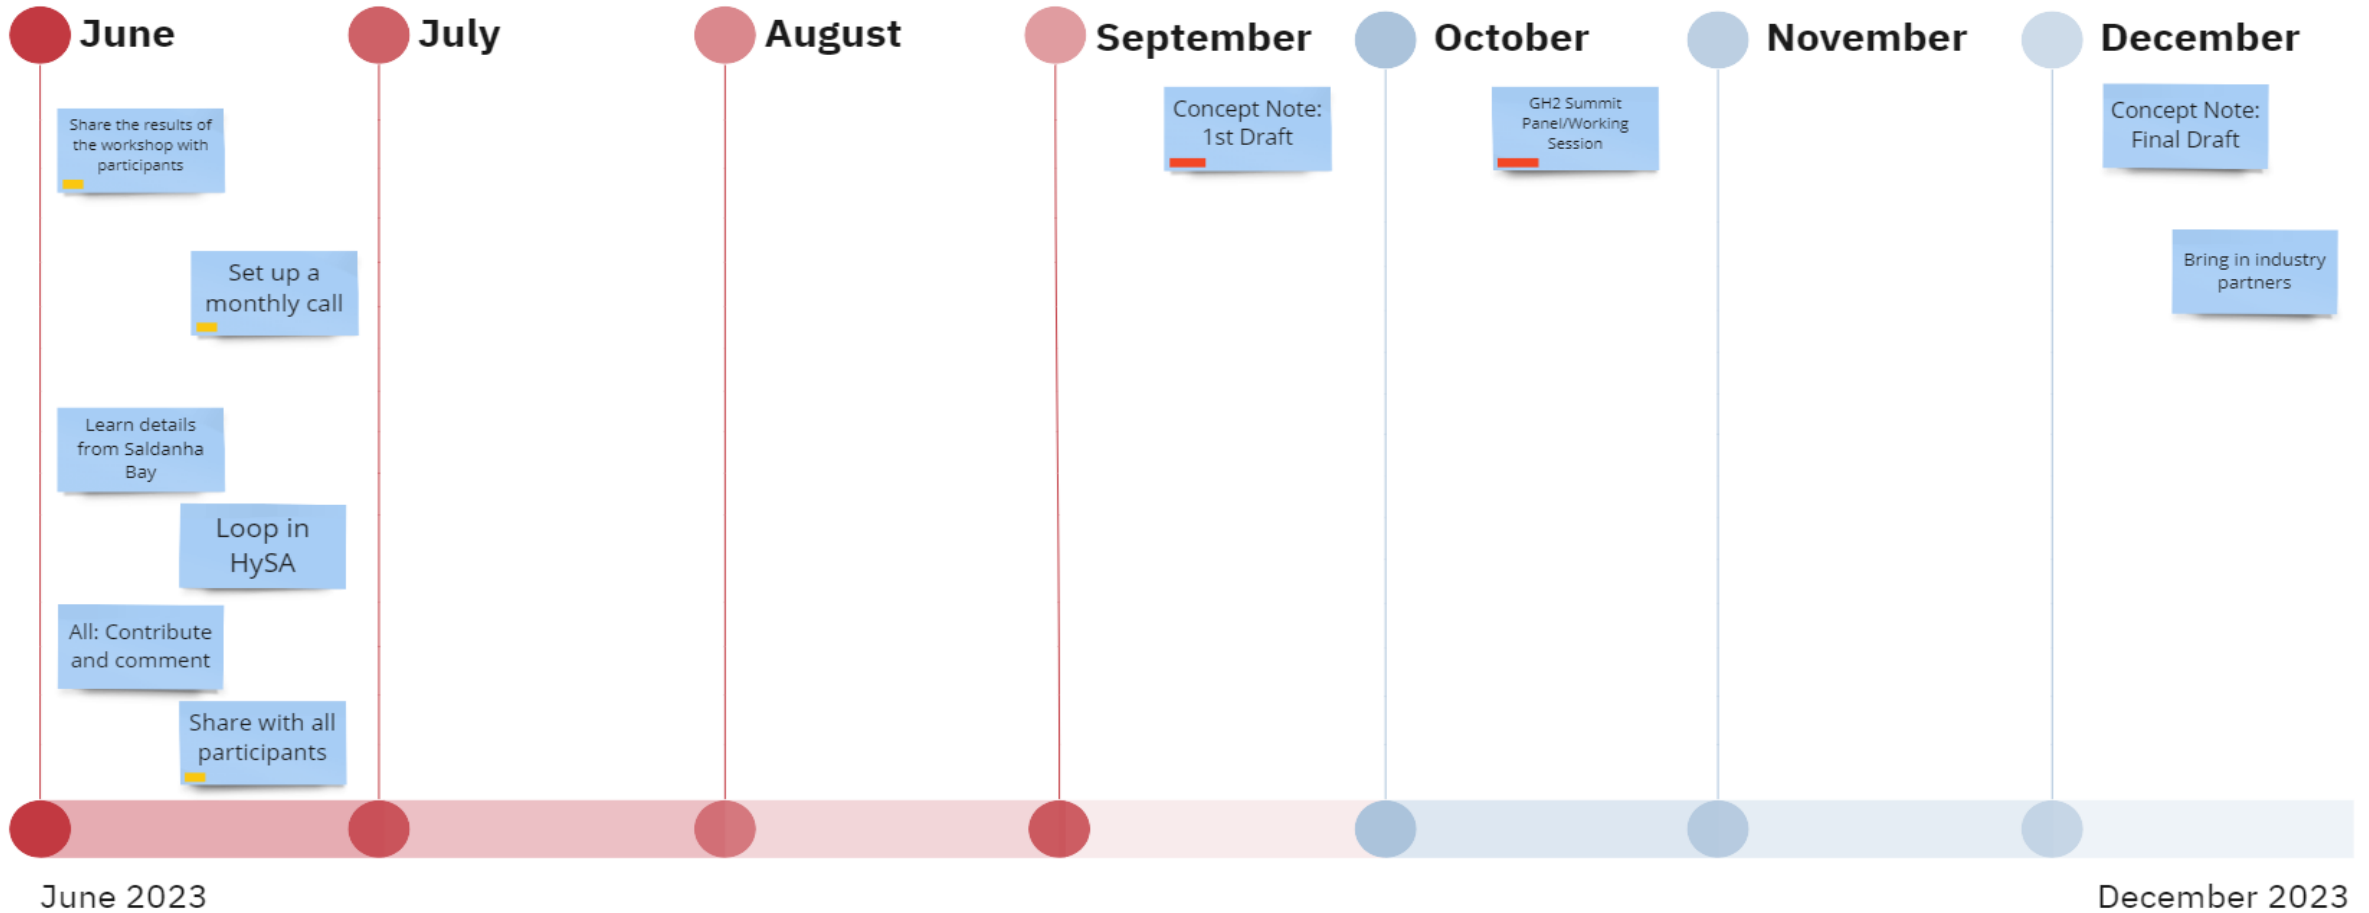 June
July
August
September
October
November
December
Share the results of
the workshop with
participants
Set up a
monthly call
Learn details
from Saldanha
Bay
Loop in
HySA
All: Contribute
and comment
Share with all
participants
Concept Note:
1st Draft
GH2 Summit
Panel/Working
Session
Concept Note:
Final Draft
Bring in industry
partners
June 2023
December 2023